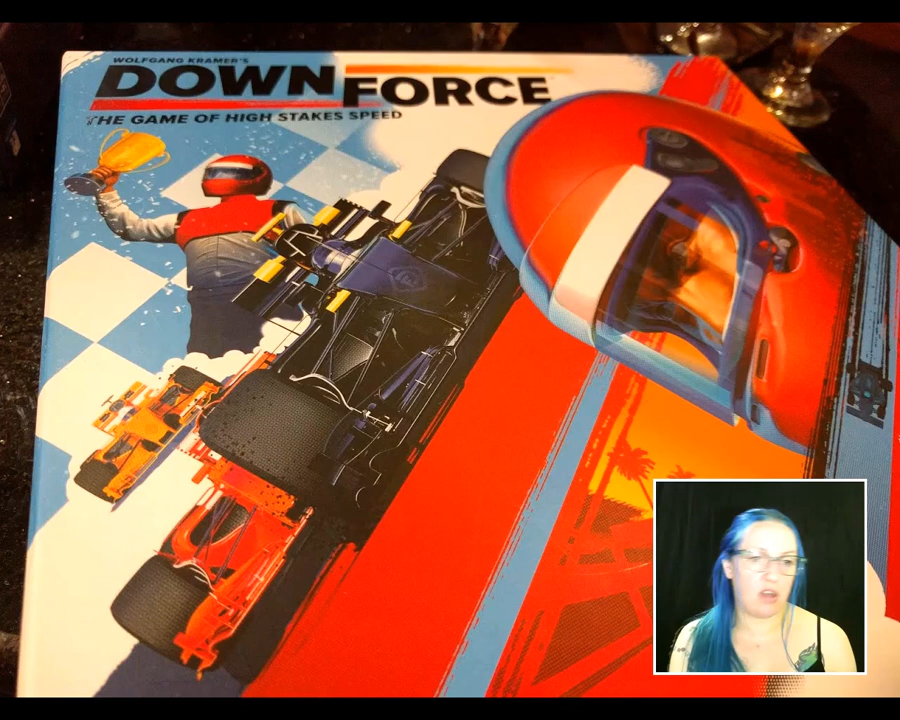 WOLFGANG KRAMER'S
DOWNFORCE
THE GAME OF HIGH STAKES SPEED